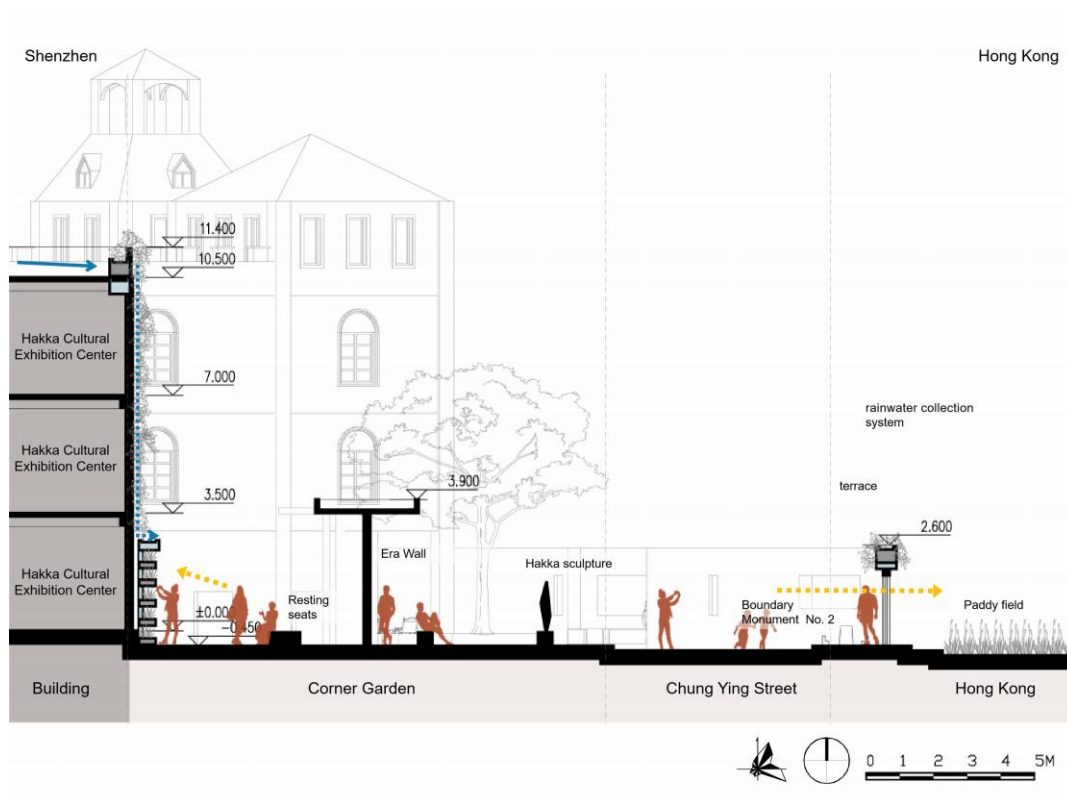 Shenzhen
Hong Kong
11.400
10.500
Hakka Cultural
Exhibition Center
7.000
Hakka Cultural
Exhibition Center
rainwater collection
system
3.500
3.900
terrace
2.600
Era Wall
Hakka sculpture
Hakka Cultural
Exhibition Center
Resting
seats
±0.000
-0.450
Boundary
Monument No. 2
Paddy field
Building
Corner Garden
Chung Ying Street
Hong Kong
0 1 2 3 4 5M